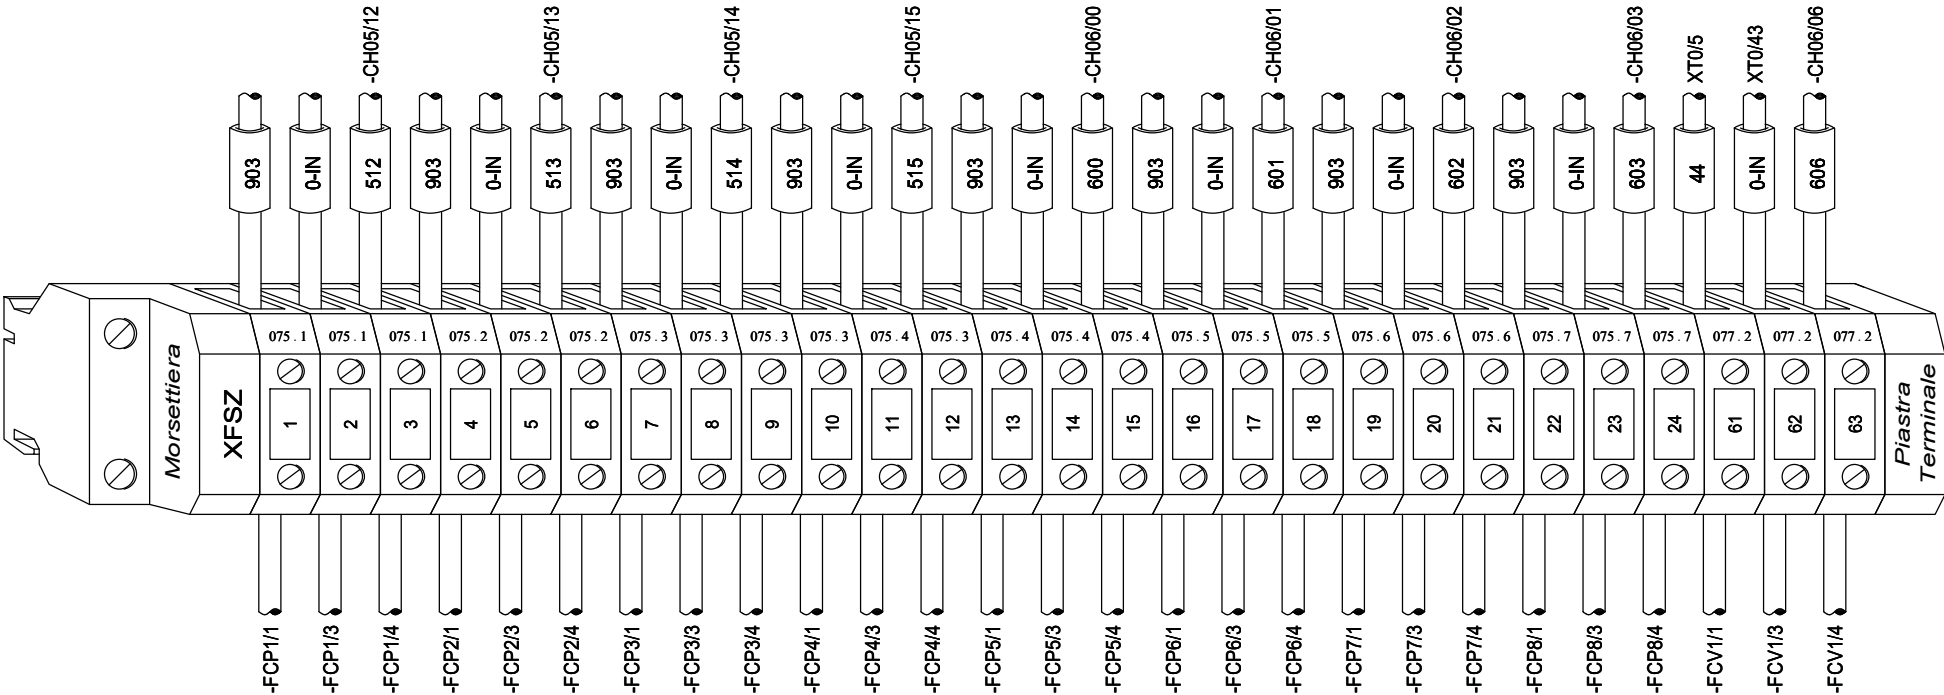 -CH05/12
-CH05/13
-CH05/14
-CH05/15
-CH06/00
-CH06/01
-CH06/02
-CH06/03
XT0/5
XT0/43
-CH06/06
903
0-IN
512
903
0-IN
513
903
0-IN
514
903
0-IN
515
903
0-IN
600
903
0-IN
601
903
0-IN
602
903
0-IN
603
44
0-IN
606
Morsettiera
XFSZ
075.1
075.1
075.1
075.2
075.2
075.2
075.3
075.3
075.3
075.3
075.4
075.3
075.4
075.4
075.4
075.5
075.5
075.5
075.6
075.6
075.6
075.7
075.7
075.7
077.2
077.2
077.2
1
2
3
4
5
6
7
8
9
10
11
12
13
14
15
16
17
18
19
20
21
22
23
24
61
62
63
Piastra
Terminale
-FCP1/1
-FCP1/3
-FCP1/4
-FCP2/1
-FCP2/3
-FCP2/4
-FCP3/1
-FCP3/3
-FCP3/4
-FCP4/1
-FCP4/3
-FCP4/4
-FCP5/1
-FCP5/3
-FCP5/4
-FCP6/1
-FCP6/3
-FCP6/4
-FCP7/1
-FCP7/3
-FCP7/4
-FCP8/1
-FCP8/3
-FCP8/4
-FCV1/1
-FCV1/3
-FCV1/4